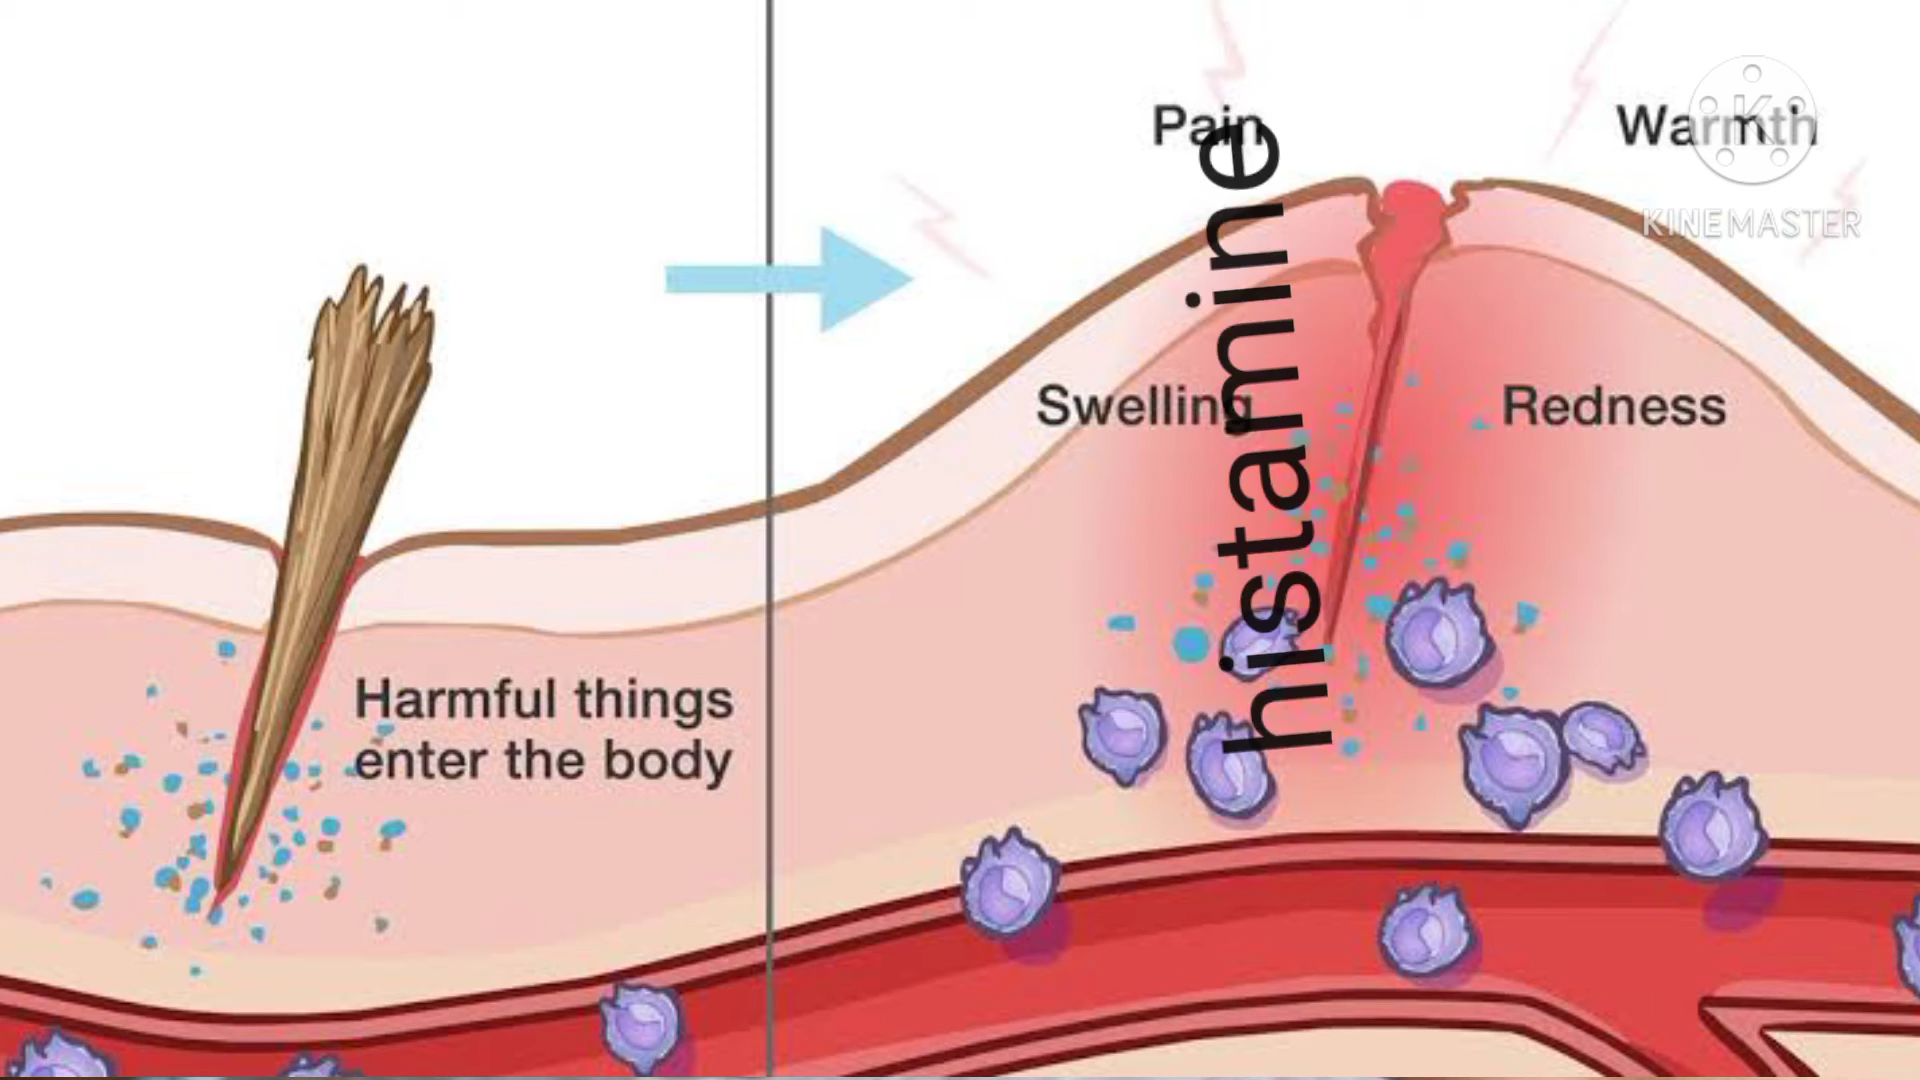 Pain
Warmth
KINEMASTER
histamine
Swelling
Redness
Harmful things
enter the body